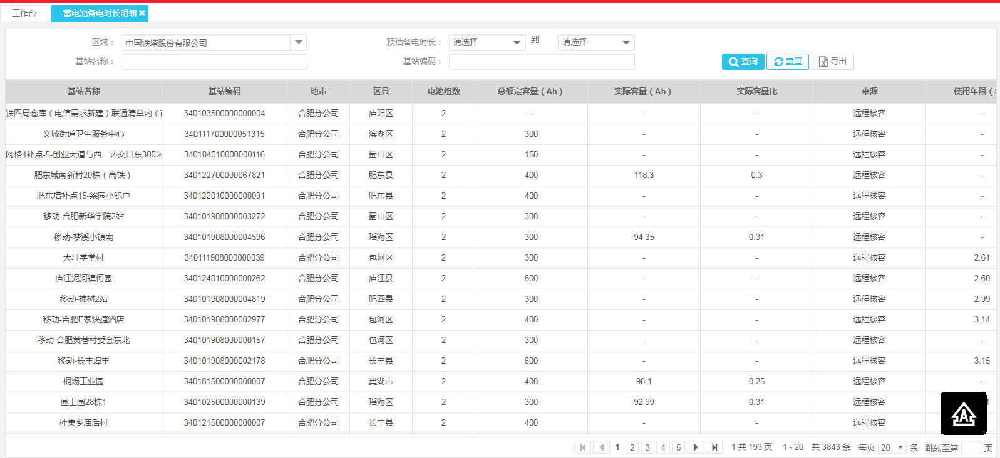 工作台 蓄电池备电时长明细
区域： 中国铁塔股份有限公司 预估备电时长： 请选择 到 请选择
基站名称： 基站编码： 查询 重置 导出
基站名称 基站编码 地市 区县 电池组数 总额定容量（Ah） 实际容量（Ah） 实际容量比 来源 使用年限（
铁四局仓库（电信需求新建）联通清单内（ 340103500000000004 合肥分公司 庐阳区 2 - - - 远程核容 -
义城街道卫生服务中心 340111700000051315 合肥分公司 滨湖区 2 300 - - 远程核容 -
网格4补点-5-创业大道与西二环交口东300米 340104010000000116 合肥分公司 蜀山区 2 150 - - 远程核容 -
肥东城南新村20栋（高铁） 340122700000067821 合肥分公司 肥东县 2 400 118.3 0.3 远程核容 -
肥东增补点15-梁园小鲍户 340122010000000091 合肥分公司 肥东县 2 400 - - 远程核容 -
移动-合肥新华学院2站 340101908000003272 合肥分公司 蜀山区 2 300 - - 远程核容 -
移动-梦溪小镇南 340101908000004596 合肥分公司 瑶海区 2 300 94.35 0.31 远程核容 -
大圩学堂村 340111908000000039 合肥分公司 包河区 2 300 - - 远程核容 2.61
庐江泥河镇何园 340124010000000262 合肥分公司 庐江县 2 600 - - 远程核容 2.60
移动-柿树2站 340101908000004819 合肥分公司 肥西县 2 300 - - 远程核容 2.99
移动-合肥E家快捷酒店 340101908000002977 合肥分公司 包河区 2 400 - - 远程核容 3.14
移动-合肥黄巷村委会东北 340101908000000157 合肥分公司 包河区 2 300 - - 远程核容 -
移动-长丰埠里 340101908000002178 合肥分公司 长丰县 2 600 - - 远程核容 3.15
桐炀工业园 340181500000000007 合肥分公司 巢湖市 2 400 98.1 0.25 远程核容 -
园上园28栋1 340102500000000139 合肥分公司 瑶海区 2 300 92.99 0.31 远程核容
杜集乡庙后村 340121500000000007 合肥分公司 长丰县 2 400 - - 远程核容
1 2 3 4 5 1 共 193 页 1 - 20 共 3843 条 每页 20 条 跳转至第 页